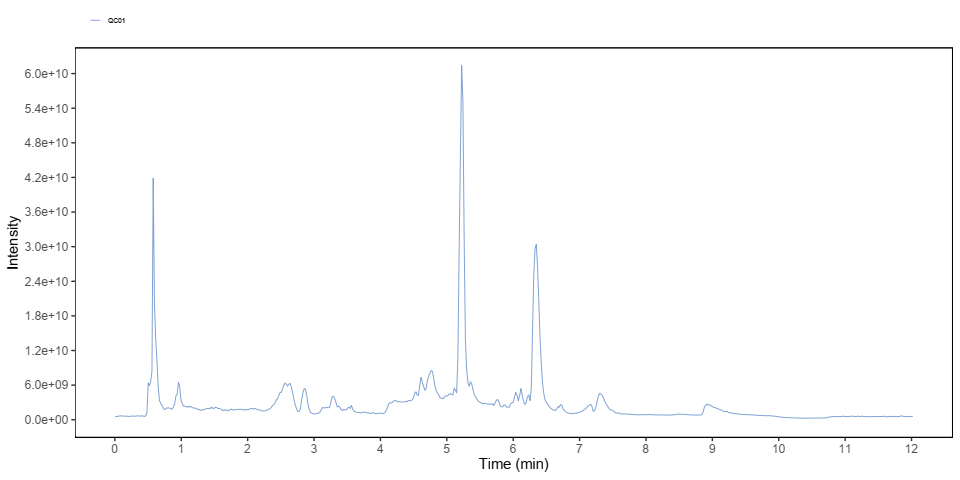 QC01
6.0e+10
5.4e+10
4.8e+10
4.2e+10
3.6e+10
3.0e+10
2.4e+10
1.8e+10
1.2e+10
6.0e+09
0.0e+00
Intensity
0 1 2 3 4 5 6 7 8 9 10 11 12
Time (min)